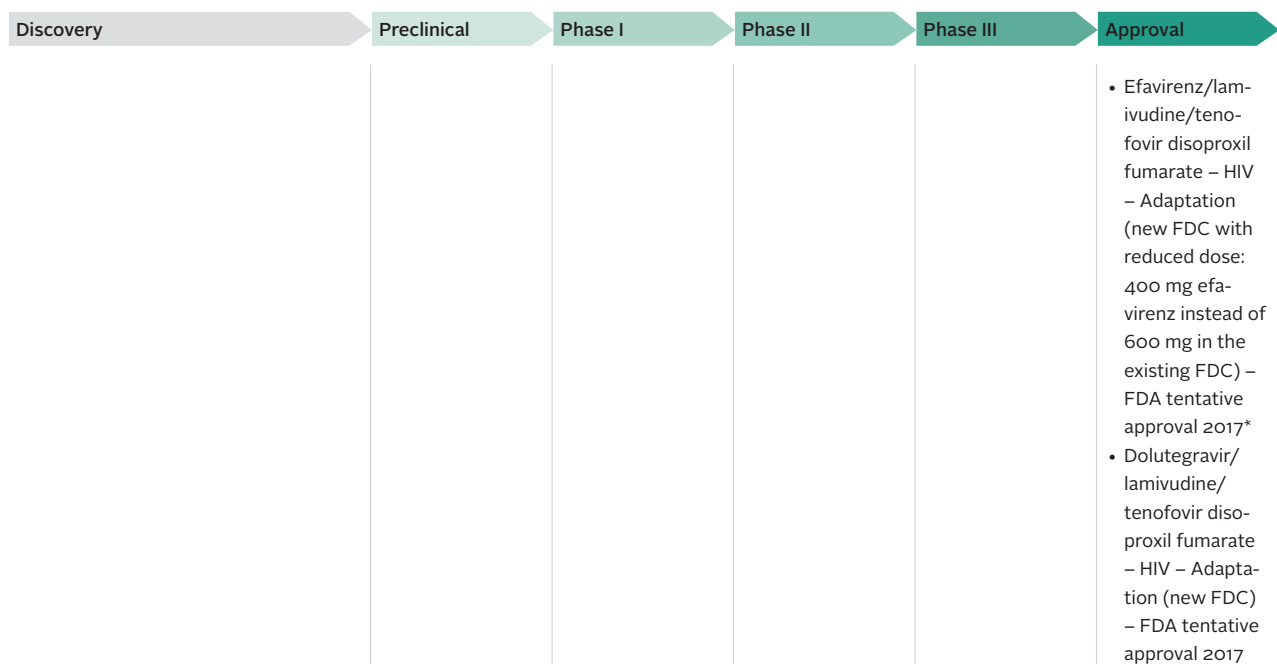 Discovery
Preclinical
Phase I
Phase II
Phase III
Approval
• Efavirenz/lam-
ivudine/teno-
fovir disoproxil
fumarate – HIV
– Adaptation
(new FDC with
reduced dose:
400 mg efa-
virenz instead of
600 mg in the
existing FDC) –
FDA tentative
approval 2017*
• Dolutegravir/
lamivudine/
tenofovir diso-
proxil fumarate
– HIV – Adapta-
tion (new FDC)
– FDA tentative
approval 2017